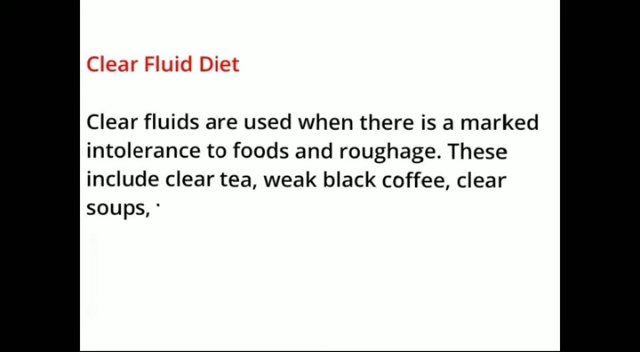 Clear Fluid Diet
Clear fluids are used when there is a marked
intolerance to foods and roughage. These
include clear tea, weak black coffee, clear
soups,